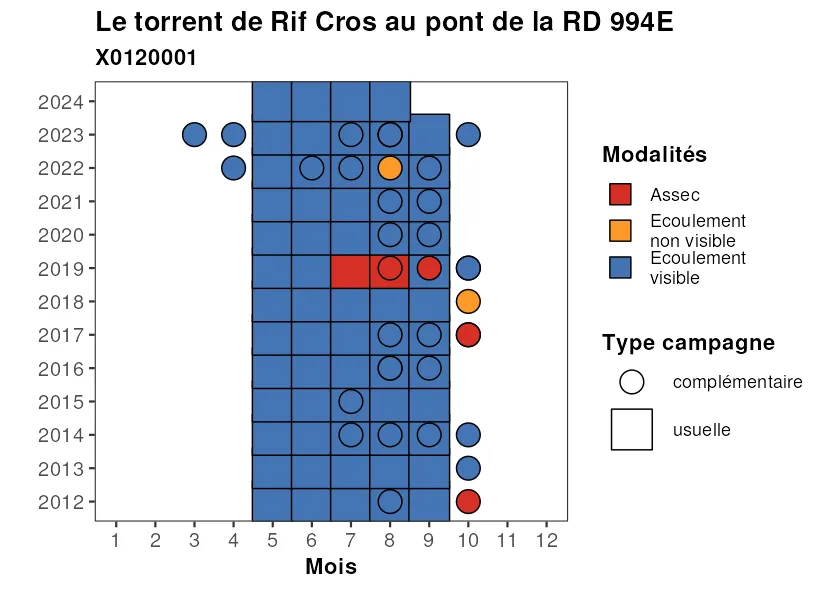 Le torrent de Rif Cros au pont de la RD 994E
X0120001
2024
2023
2022
2021
2020
2019
2018
2017
2016
2015
2014
2013
2012
1 2 3 4 5 6 7 8 9 10 11 12
Mois
Modalités
Assec
Ecoulement
non visible
Ecoulement
visible
Type campagne
complémentaire
usuelle